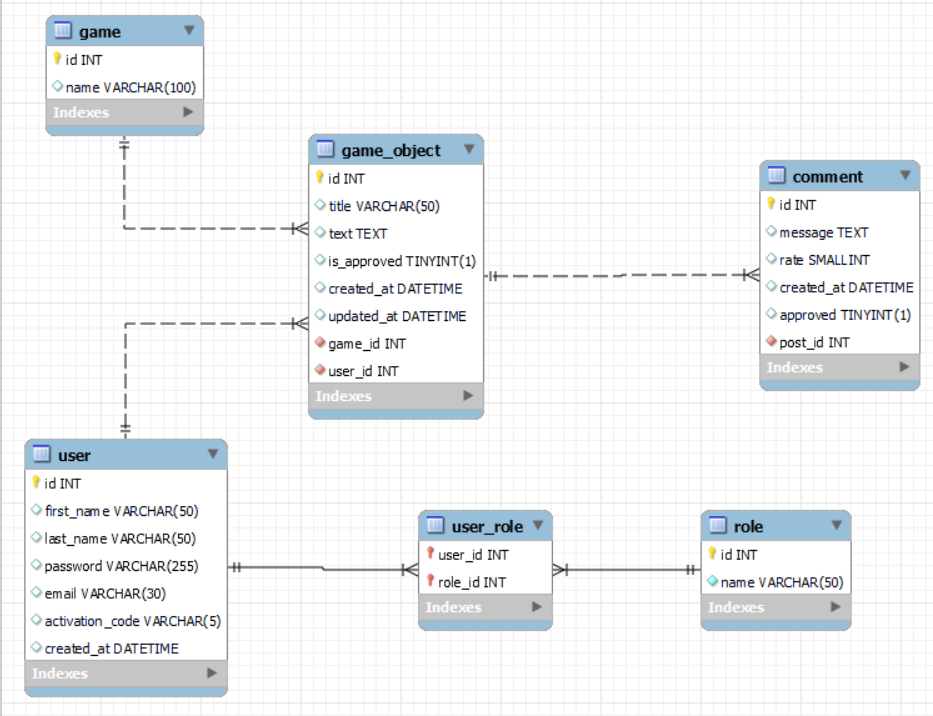 game
id INT
name VARCHAR(100)
Indexes
game_object
id INT
title VARCHAR(50)
text TEXT
is_approved TINYINT(1)
created_at DATETIME
updated_at DATETIME
game_id INT
user_id INT
Indexes
comment
id INT
message TEXT
rate SMALLINT
created_at DATETIME
approved TINYINT(1)
post_id INT
Indexes
user
id INT
first_name VARCHAR(50)
last_name VARCHAR(50)
password VARCHAR(255)
email VARCHAR(30)
activation_code VARCHAR(5)
created_at DATETIME
Indexes
user_role
user_id INT
role_id INT
Indexes
role
id INT
name VARCHAR(50)
Indexes